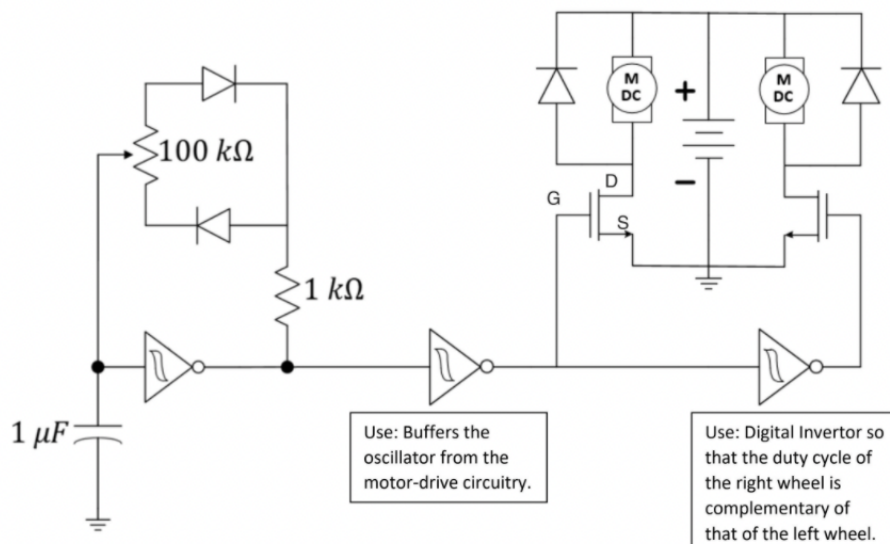 M
DC
+
M
DC
100 kΩ
D
G
−
S
1 kΩ
1 μF
Use: Buffers the
oscillator from the
motor-drive circuitry.
Use: Digital Invertor so
that the duty cycle of
the right wheel is
complementary of
that of the left wheel.